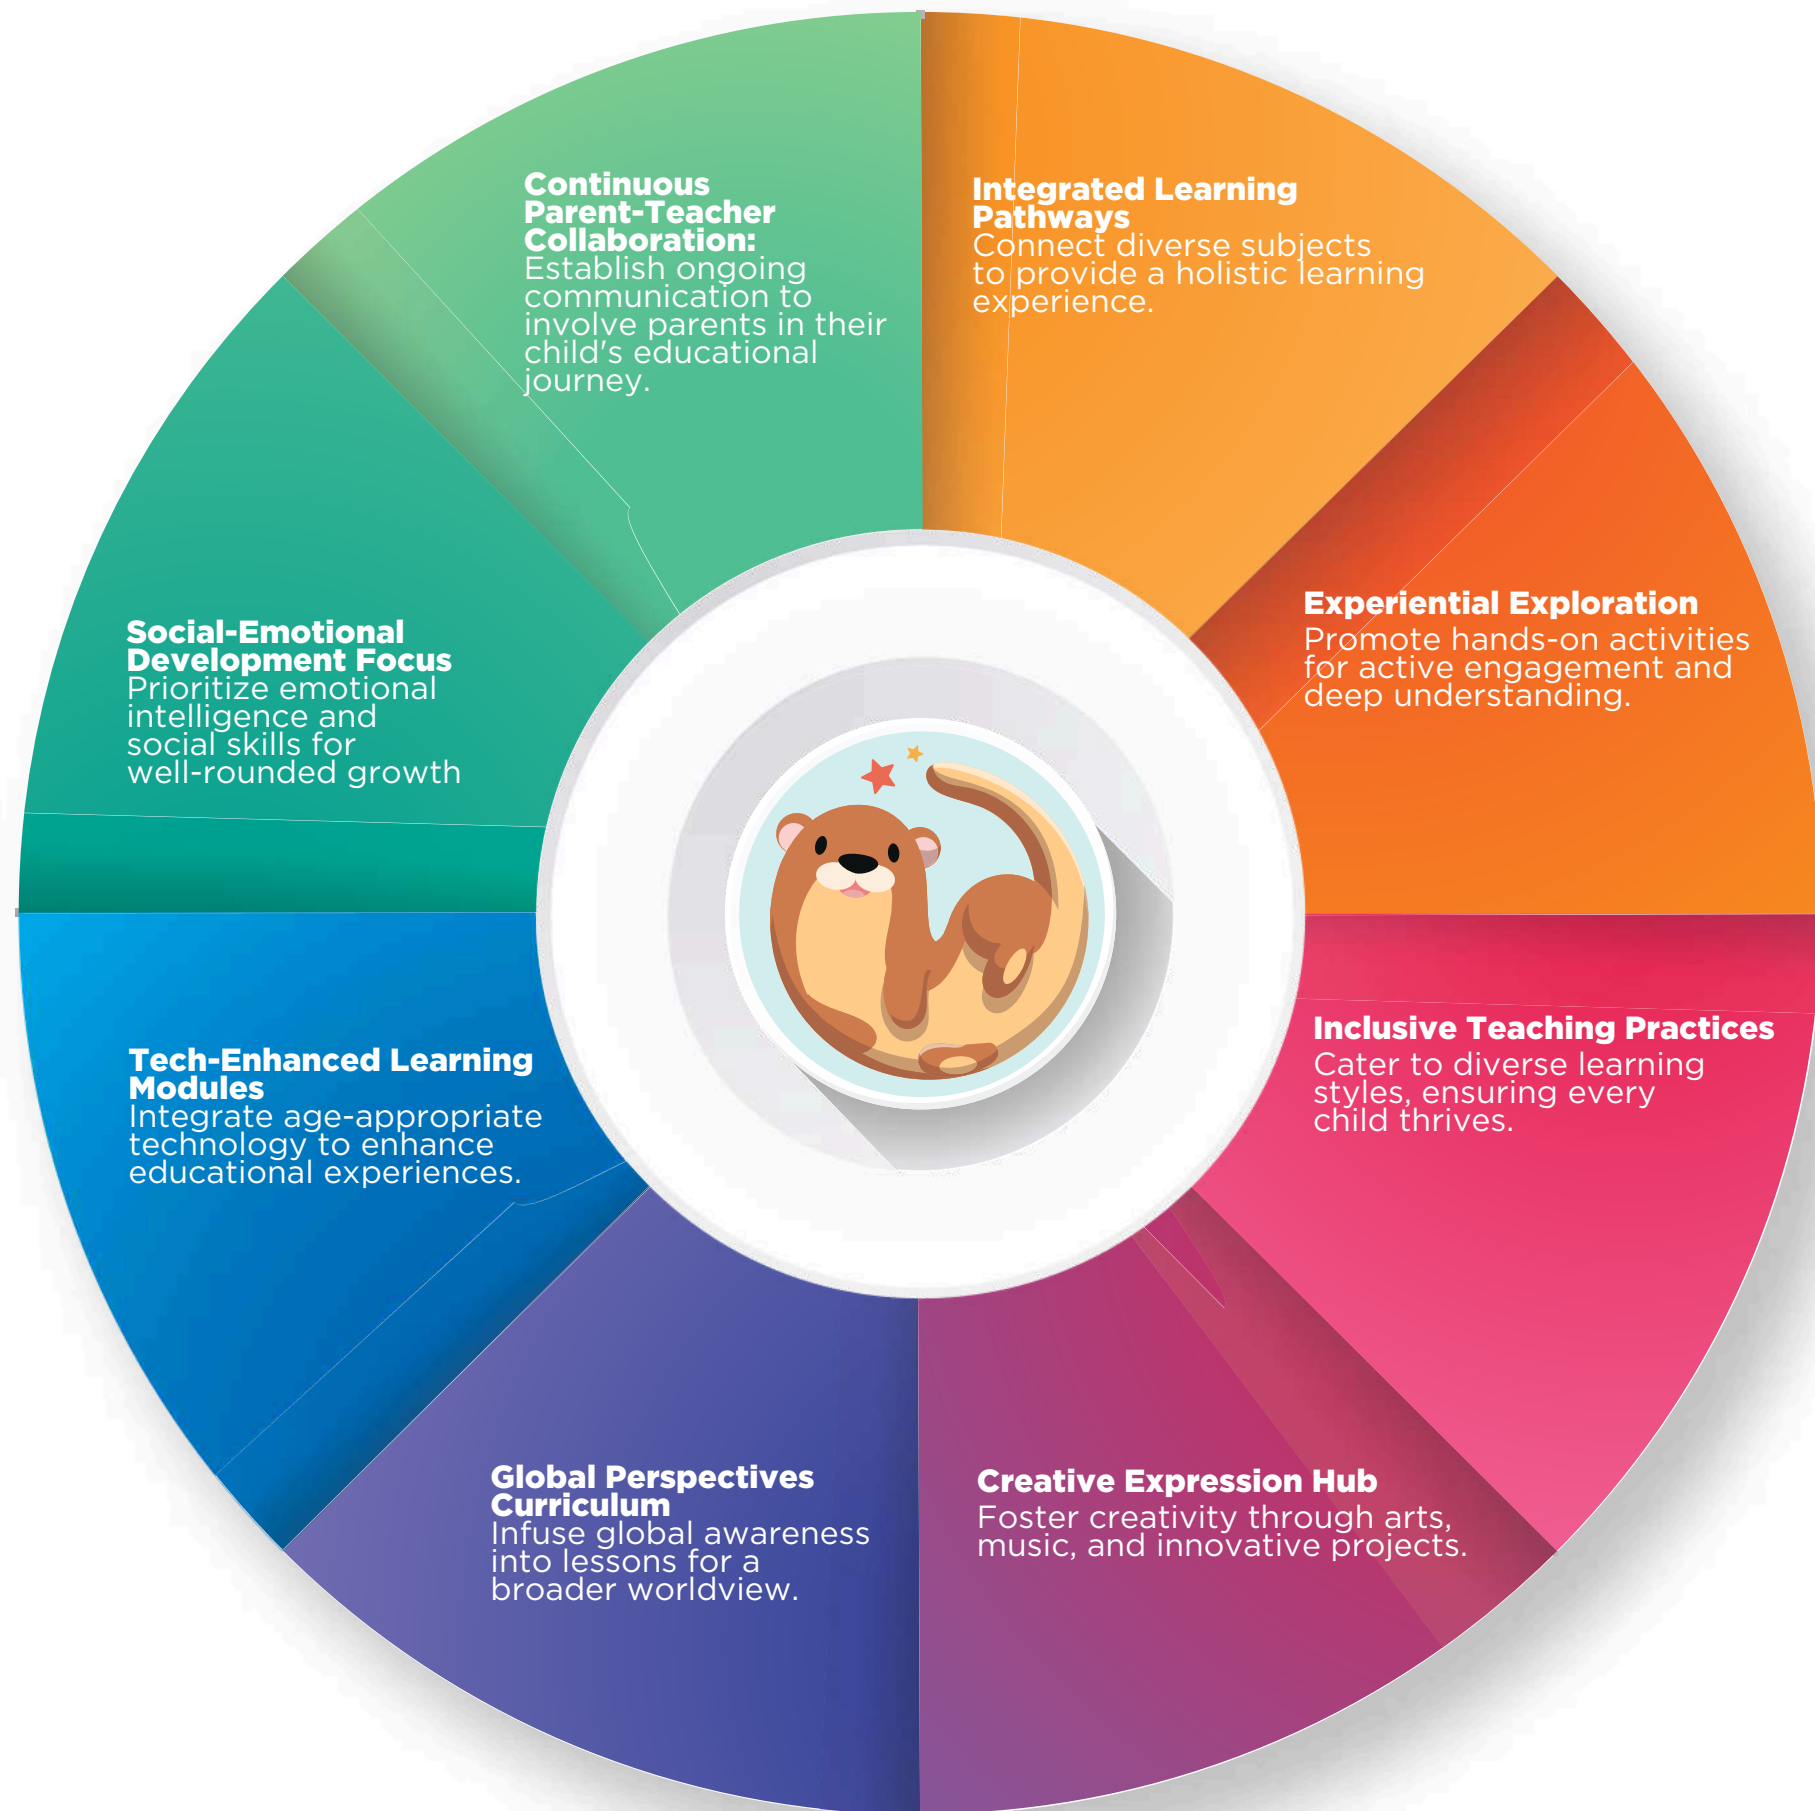 Continuous
Parent-Teacher
Collaboration:
Establish ongoing
communication to
involve parents in their
child's educational
journey.
Integrated Learning
Pathways
Connect diverse subjects
to provide a holistic learning
experience.
Experiential Exploration
Promote hands-on activities
for active engagement and
deep understanding.
Inclusive Teaching Practices
Cater to diverse learning
styles, ensuring every
child thrives.
Creative Expression Hub
Foster creativity through arts,
music, and innovative projects.
Global Perspectives
Curriculum
Infuse global awareness
into lessons for a
broader worldview.
Tech-Enhanced Learning
Modules
Integrate age-appropriate
technology to enhance
educational experiences.
Social-Emotional
Development Focus
Prioritize emotional
intelligence and
social skills for
well-rounded growth